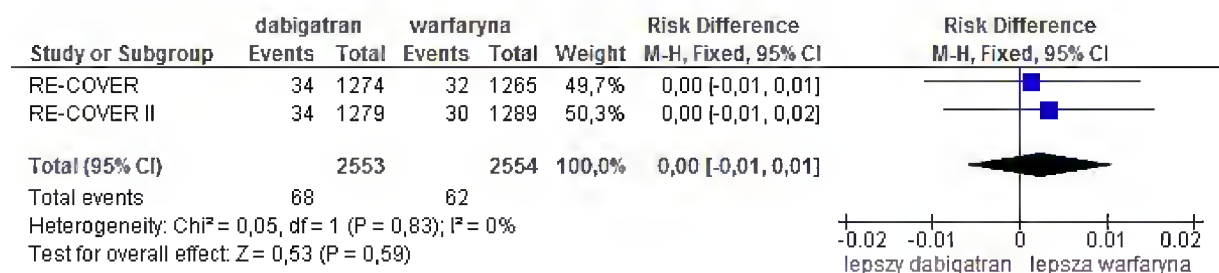 dabigatran warfaryna Risk Difference Risk Difference
Study or Subgroup Events Total Events Total Weight M-H, Fixed, 95% CI M-H, Fixed, 95% CI
RE-COVER 34 1274 32 1265 49,7% 0,00 [-0,01, 0,01]
RE-COVER II 34 1279 30 1289 50,3% 0,00 [-0,01, 0,02]
Total (95% CI) 2553 2554 100,0% 0,00 [-0,01, 0,01]
Total events 68 62
Heterogeneity: Chi² = 0,05, df = 1 (P = 0,83); I² = 0%
Test for overall effect: Z = 0,53 (P = 0,59)
-0.02 -0.01 0 0.01 0.02
lepszy dabigatran lepsza warfaryna